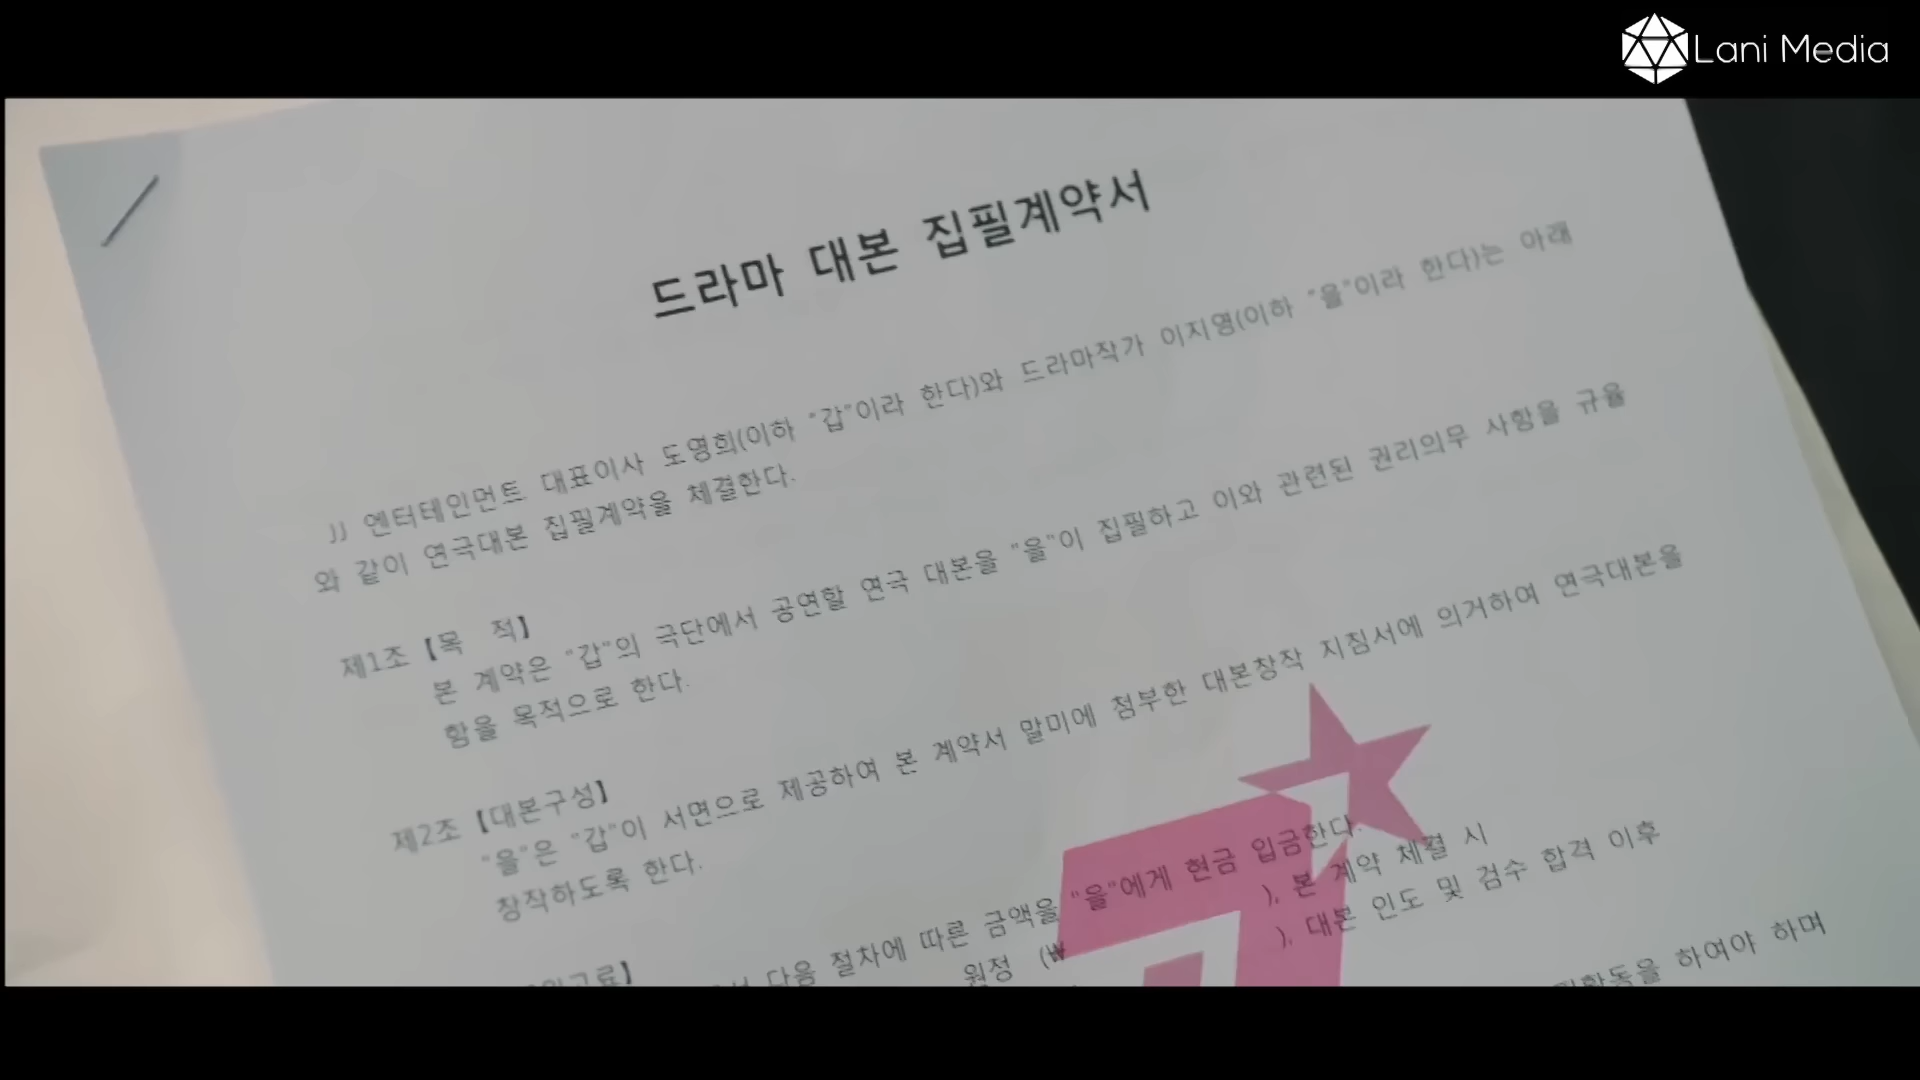 Lani Media
드라마 대본 집필계약서
JJ 엔터테인먼트 대표이사 도영희(이하 "갑"이라 한다)와 드라마작가 이지영(이하 "을"이라 한다)는 아래
와 같이 연극대본 집필계약을 체결한다.
제1조【목 적】
본 계약은 "갑"의 극단에서 공연할 연극 대본을 "을"이 집필하고 이와 관련된 권리의무 사항을 규율
함을 목적으로 한다.
제2조【대본구성】
"을"은 "갑"이 서면으로 제공하여 본 계약서 말미에 첨부한 대본창작 지침서에 의거하여 연극대본을
창작하도록 한다.
다음 절차에 따른 금액을 "을"에게 현금 입금한다.
원정 (₩ ), 본 계약 체결 시
), 대본 인도 및 검수 합격 이후
하여야 하며